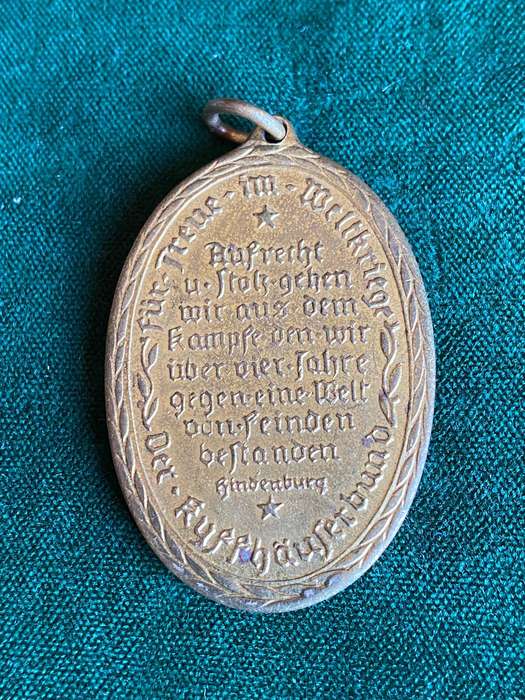 Für · Treue · im · Weltkriege
Aufrecht
u · stolz · gehen
wir aus dem
Kampfe den wir
über vier Jahre
gegen eine Welt
von Feinden
bestanden
Hindenburg
Der · Kyffhäuserbund